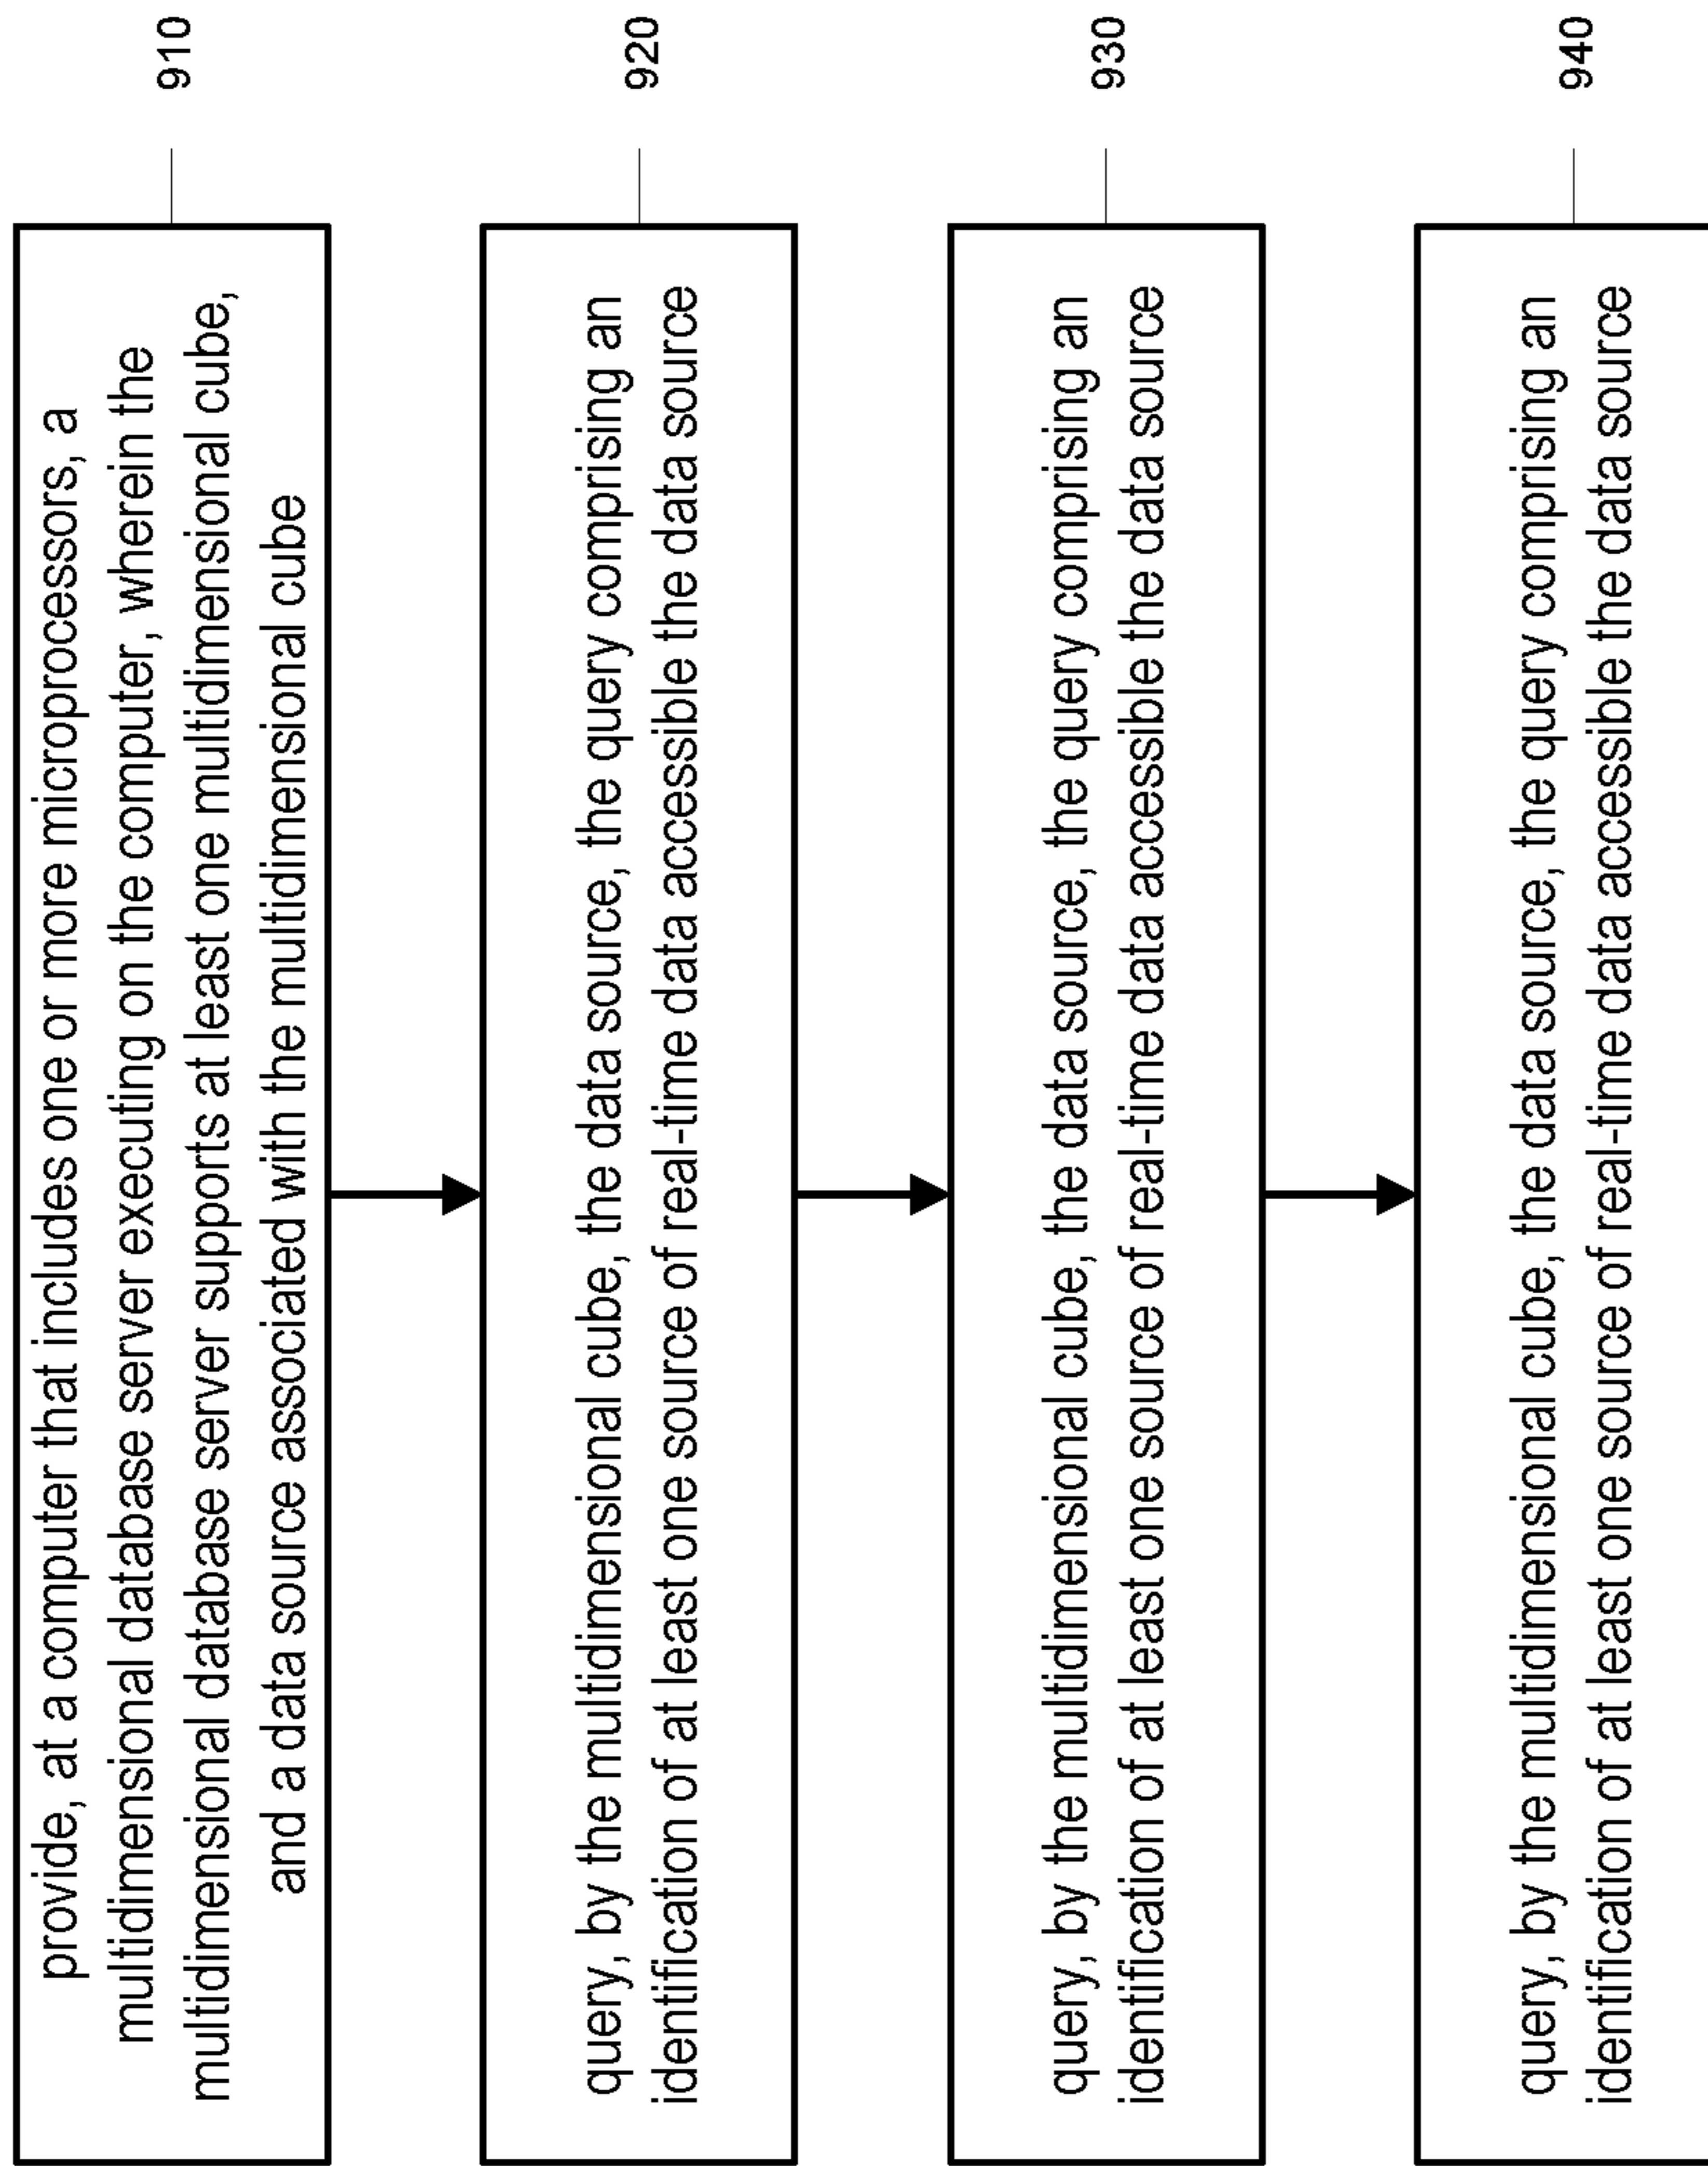 provide, at a computer that includes one or more microprocessors, a
multidimensional database server executing on the computer, wherein the
multidimensional database server supports at least one multidimensional cube,
and a data source associated with the multidimensional cube
910
query, by the multidimensional cube, the data source, the query comprising an
identification of at least one source of real-time data accessible the data source
920
query, by the multidimensional cube, the data source, the query comprising an
identification of at least one source of real-time data accessible the data source
930
query, by the multidimensional cube, the data source, the query comprising an
identification of at least one source of real-time data accessible the data source
940